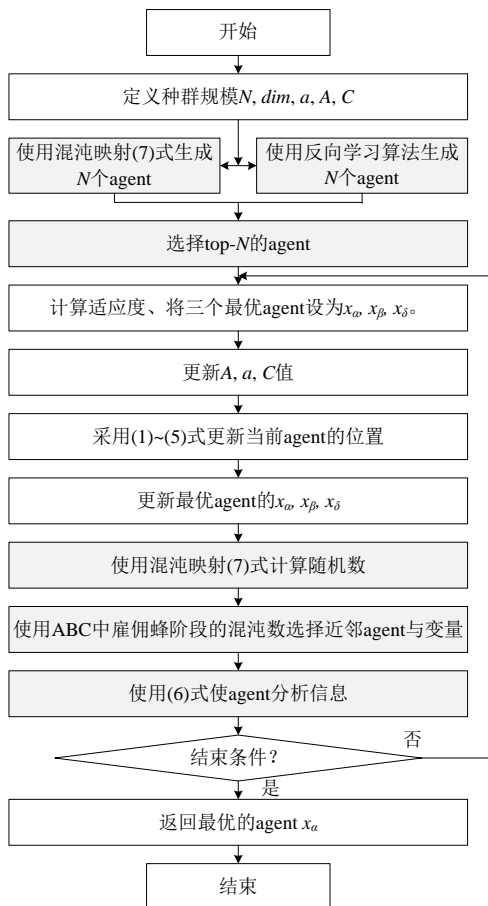 开始
定义种群规模N, dim, a, A, C
使用混沌映射(7)式生成
N个agent
使用反向学习算法生成
N个agent
选择top-N的agent
计算适应度、将三个最优agent设为xα, xβ, xδ。
更新A, a, C值
采用(1)~(5)式更新当前agent的位置
更新最优agent的xα, xβ, xδ
使用混沌映射(7)式计算随机数
使用ABC中雇佣蜂阶段的混沌数选择近邻agent与变量
使用(6)式使agent分析信息
结束条件？
否
是
返回最优的agent xα
结束